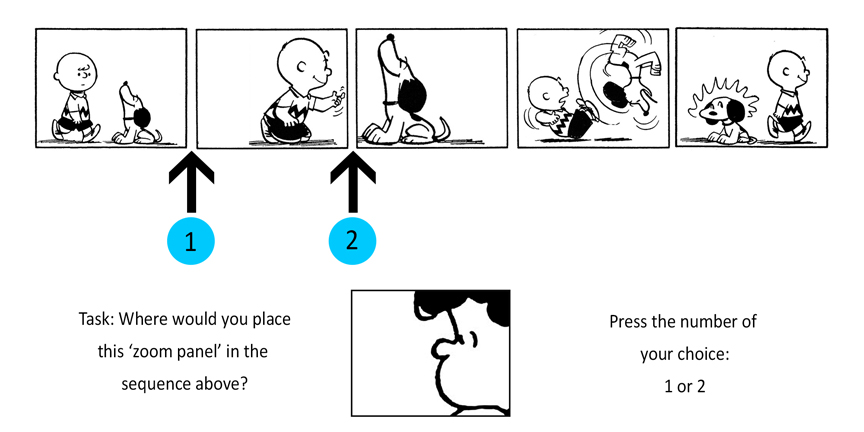 1
2
Task: Where would you place
this ‘zoom panel’ in the
sequence above?
Press the number of
your choice:
1 or 2